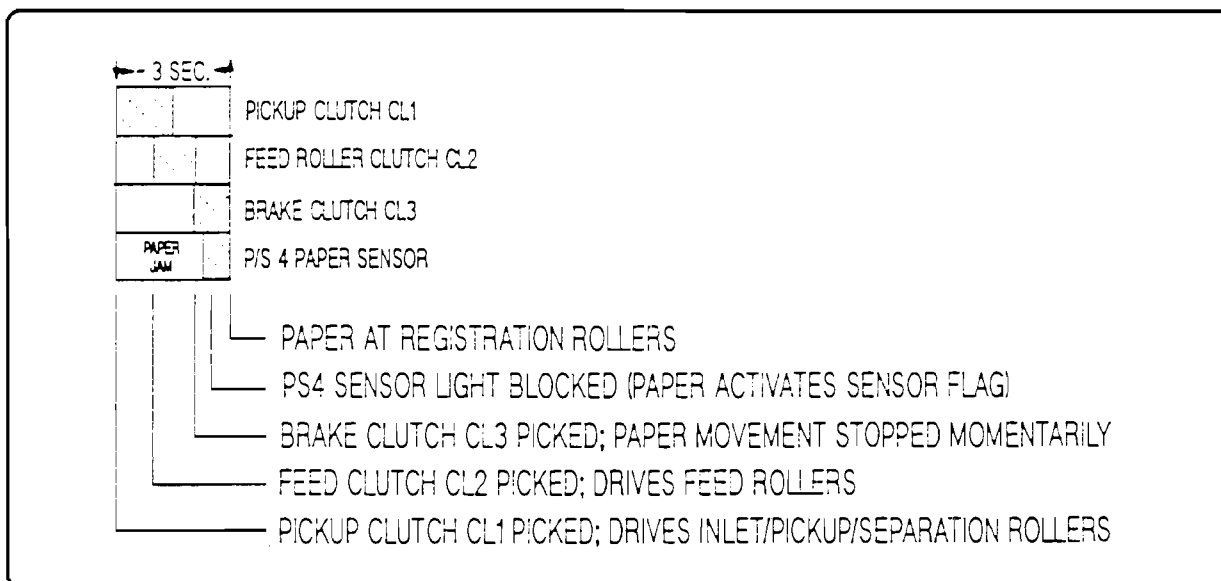 3 SEC.
PICKUP CLUTCH CL1
FEED ROLLER CLUTCH CL2
BRAKE CLUTCH CL3
PAPER
JAM
P/S 4 PAPER SENSOR
PAPER AT REGISTRATION ROLLERS
PS4 SENSOR LIGHT BLOCKED (PAPER ACTIVATES SENSOR FLAG)
BRAKE CLUTCH CL3 PICKED; PAPER MOVEMENT STOPPED MOMENTARILY
FEED CLUTCH CL2 PICKED; DRIVES FEED ROLLERS
PICKUP CLUTCH CL1 PICKED; DRIVES INLET/PICKUP/SEPARATION ROLLERS